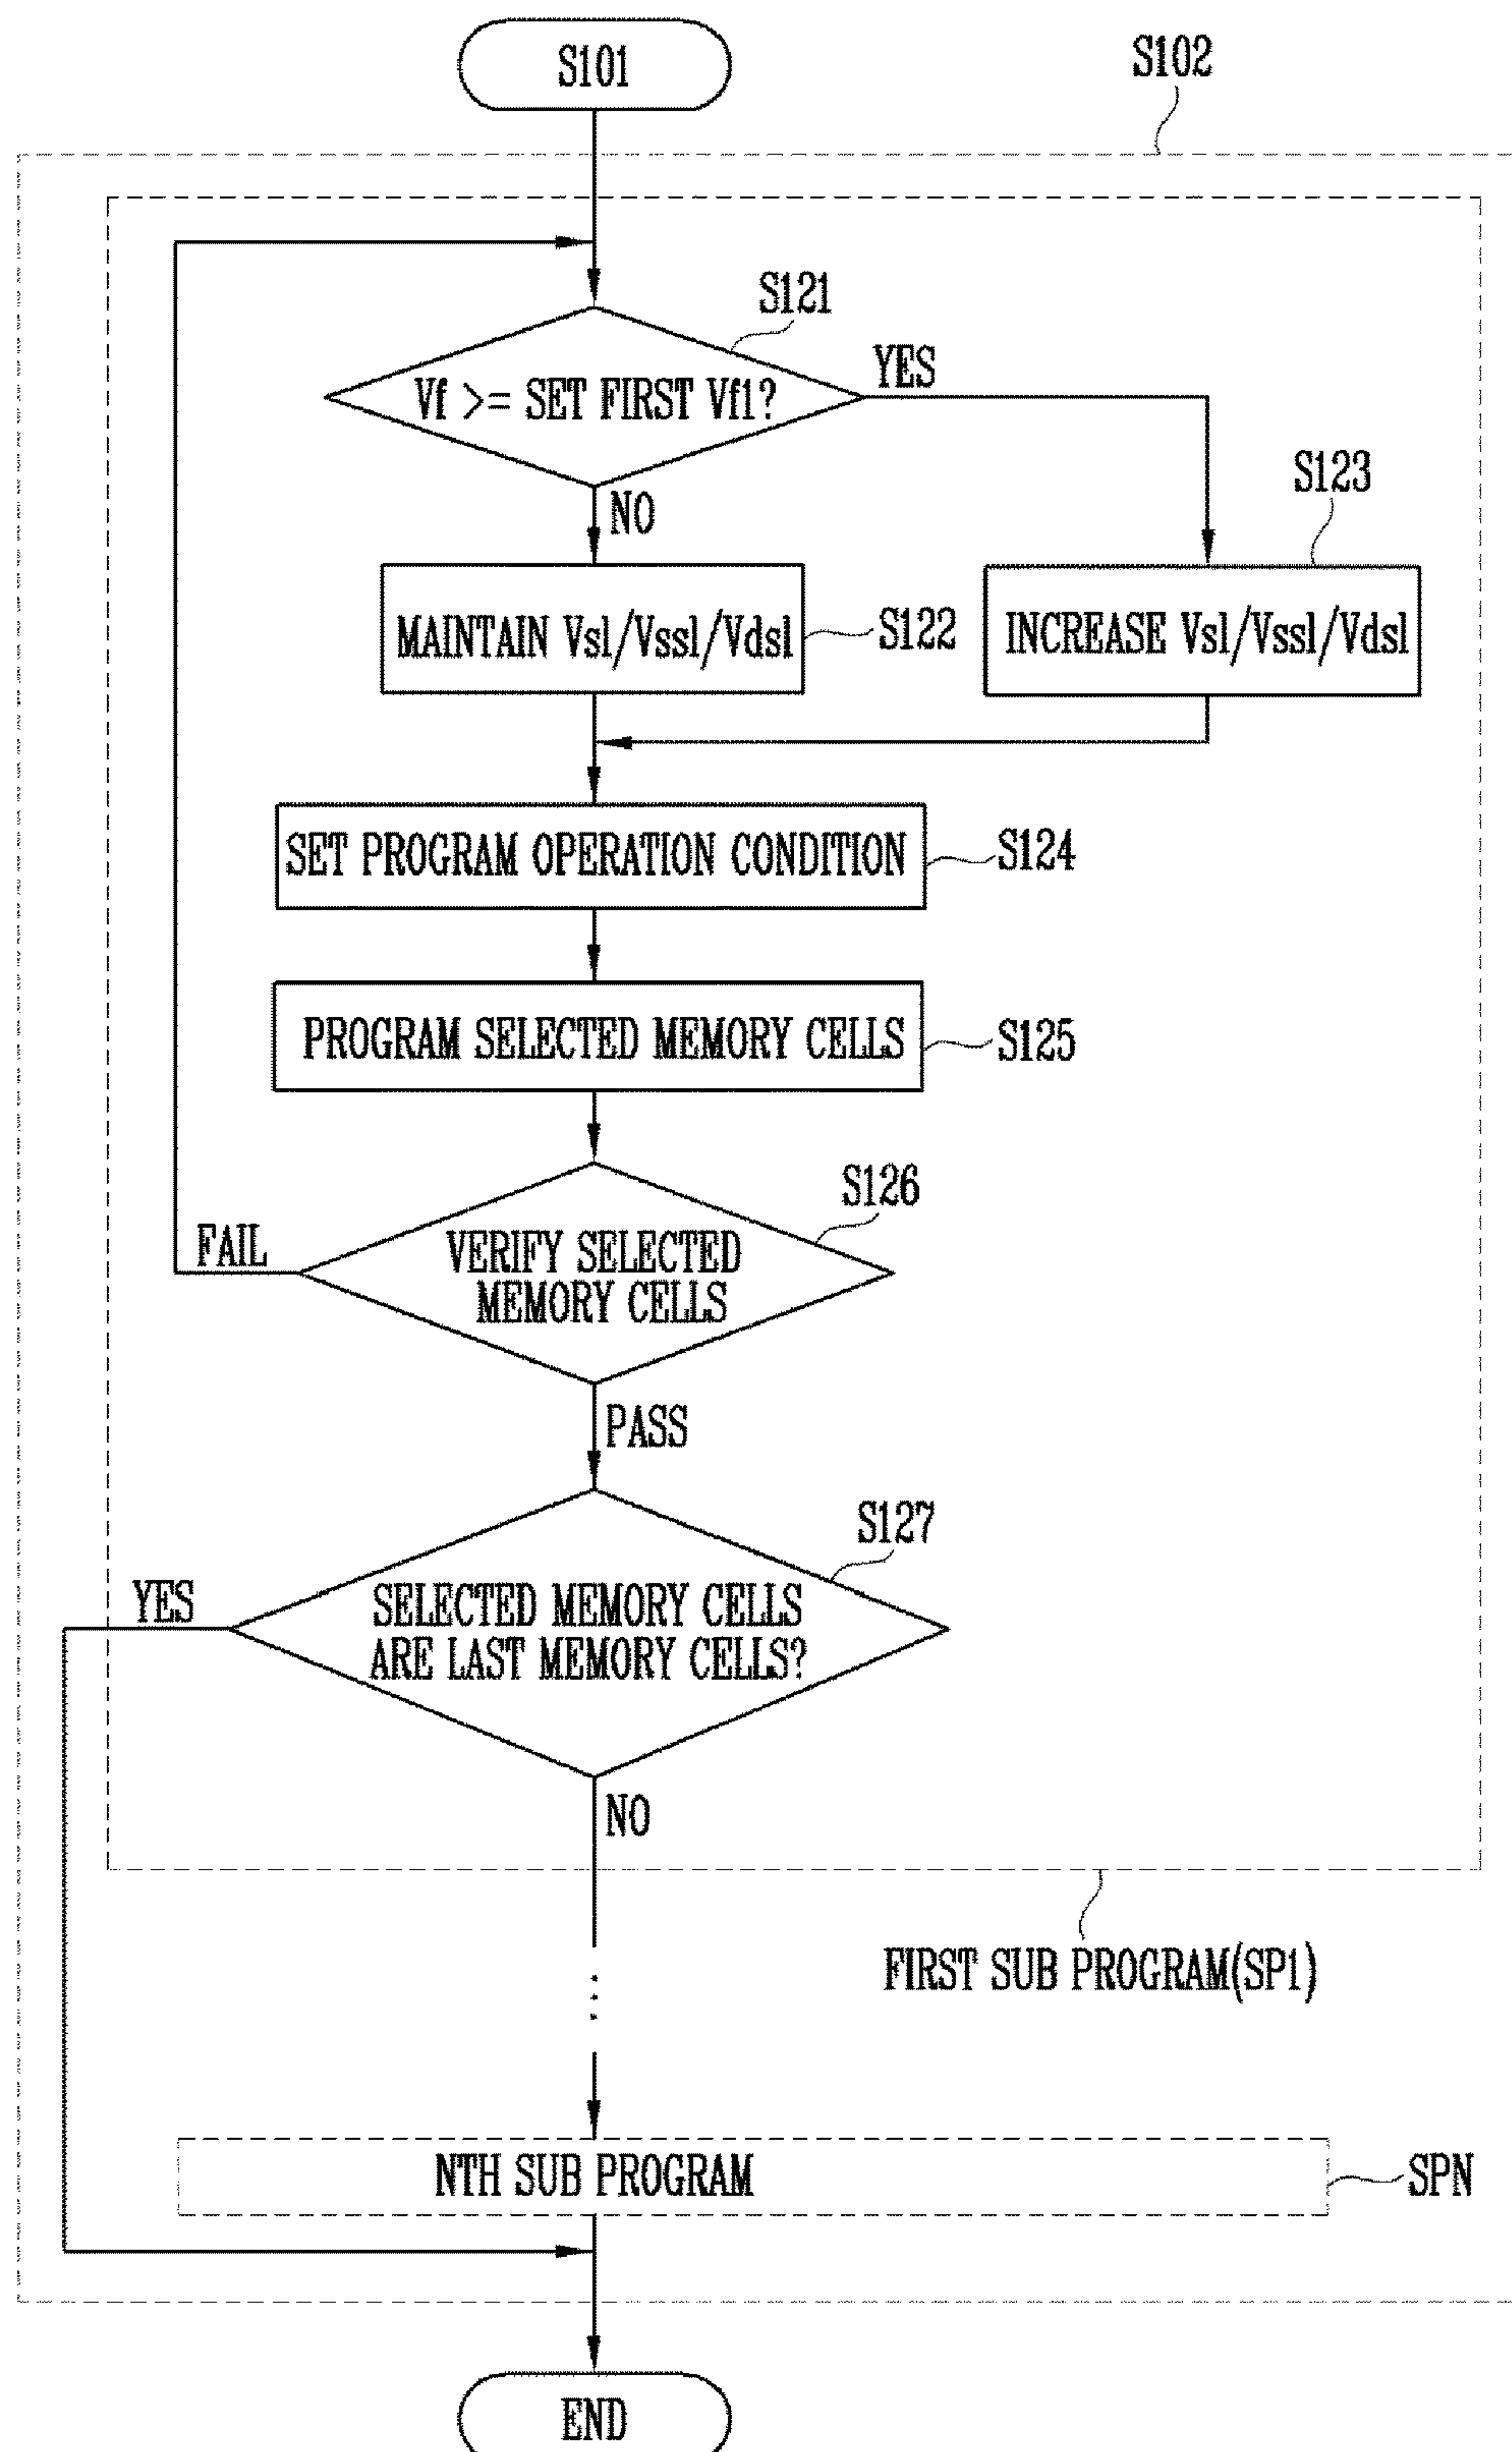 S101
S102
S121
Vf >= SET FIRST Vf1?
YES
NO
S123
MAINTAIN Vsl/Vssl/Vdsl
S122
INCREASE Vsl/Vssl/Vdsl
SET PROGRAM OPERATION CONDITION
S124
PROGRAM SELECTED MEMORY CELLS
S125
S126
FAIL
VERIFY SELECTED
MEMORY CELLS
PASS
S127
YES
SELECTED MEMORY CELLS
ARE LAST MEMORY CELLS?
NO
FIRST SUB PROGRAM(SP1)
NTH SUB PROGRAM
SPN
END